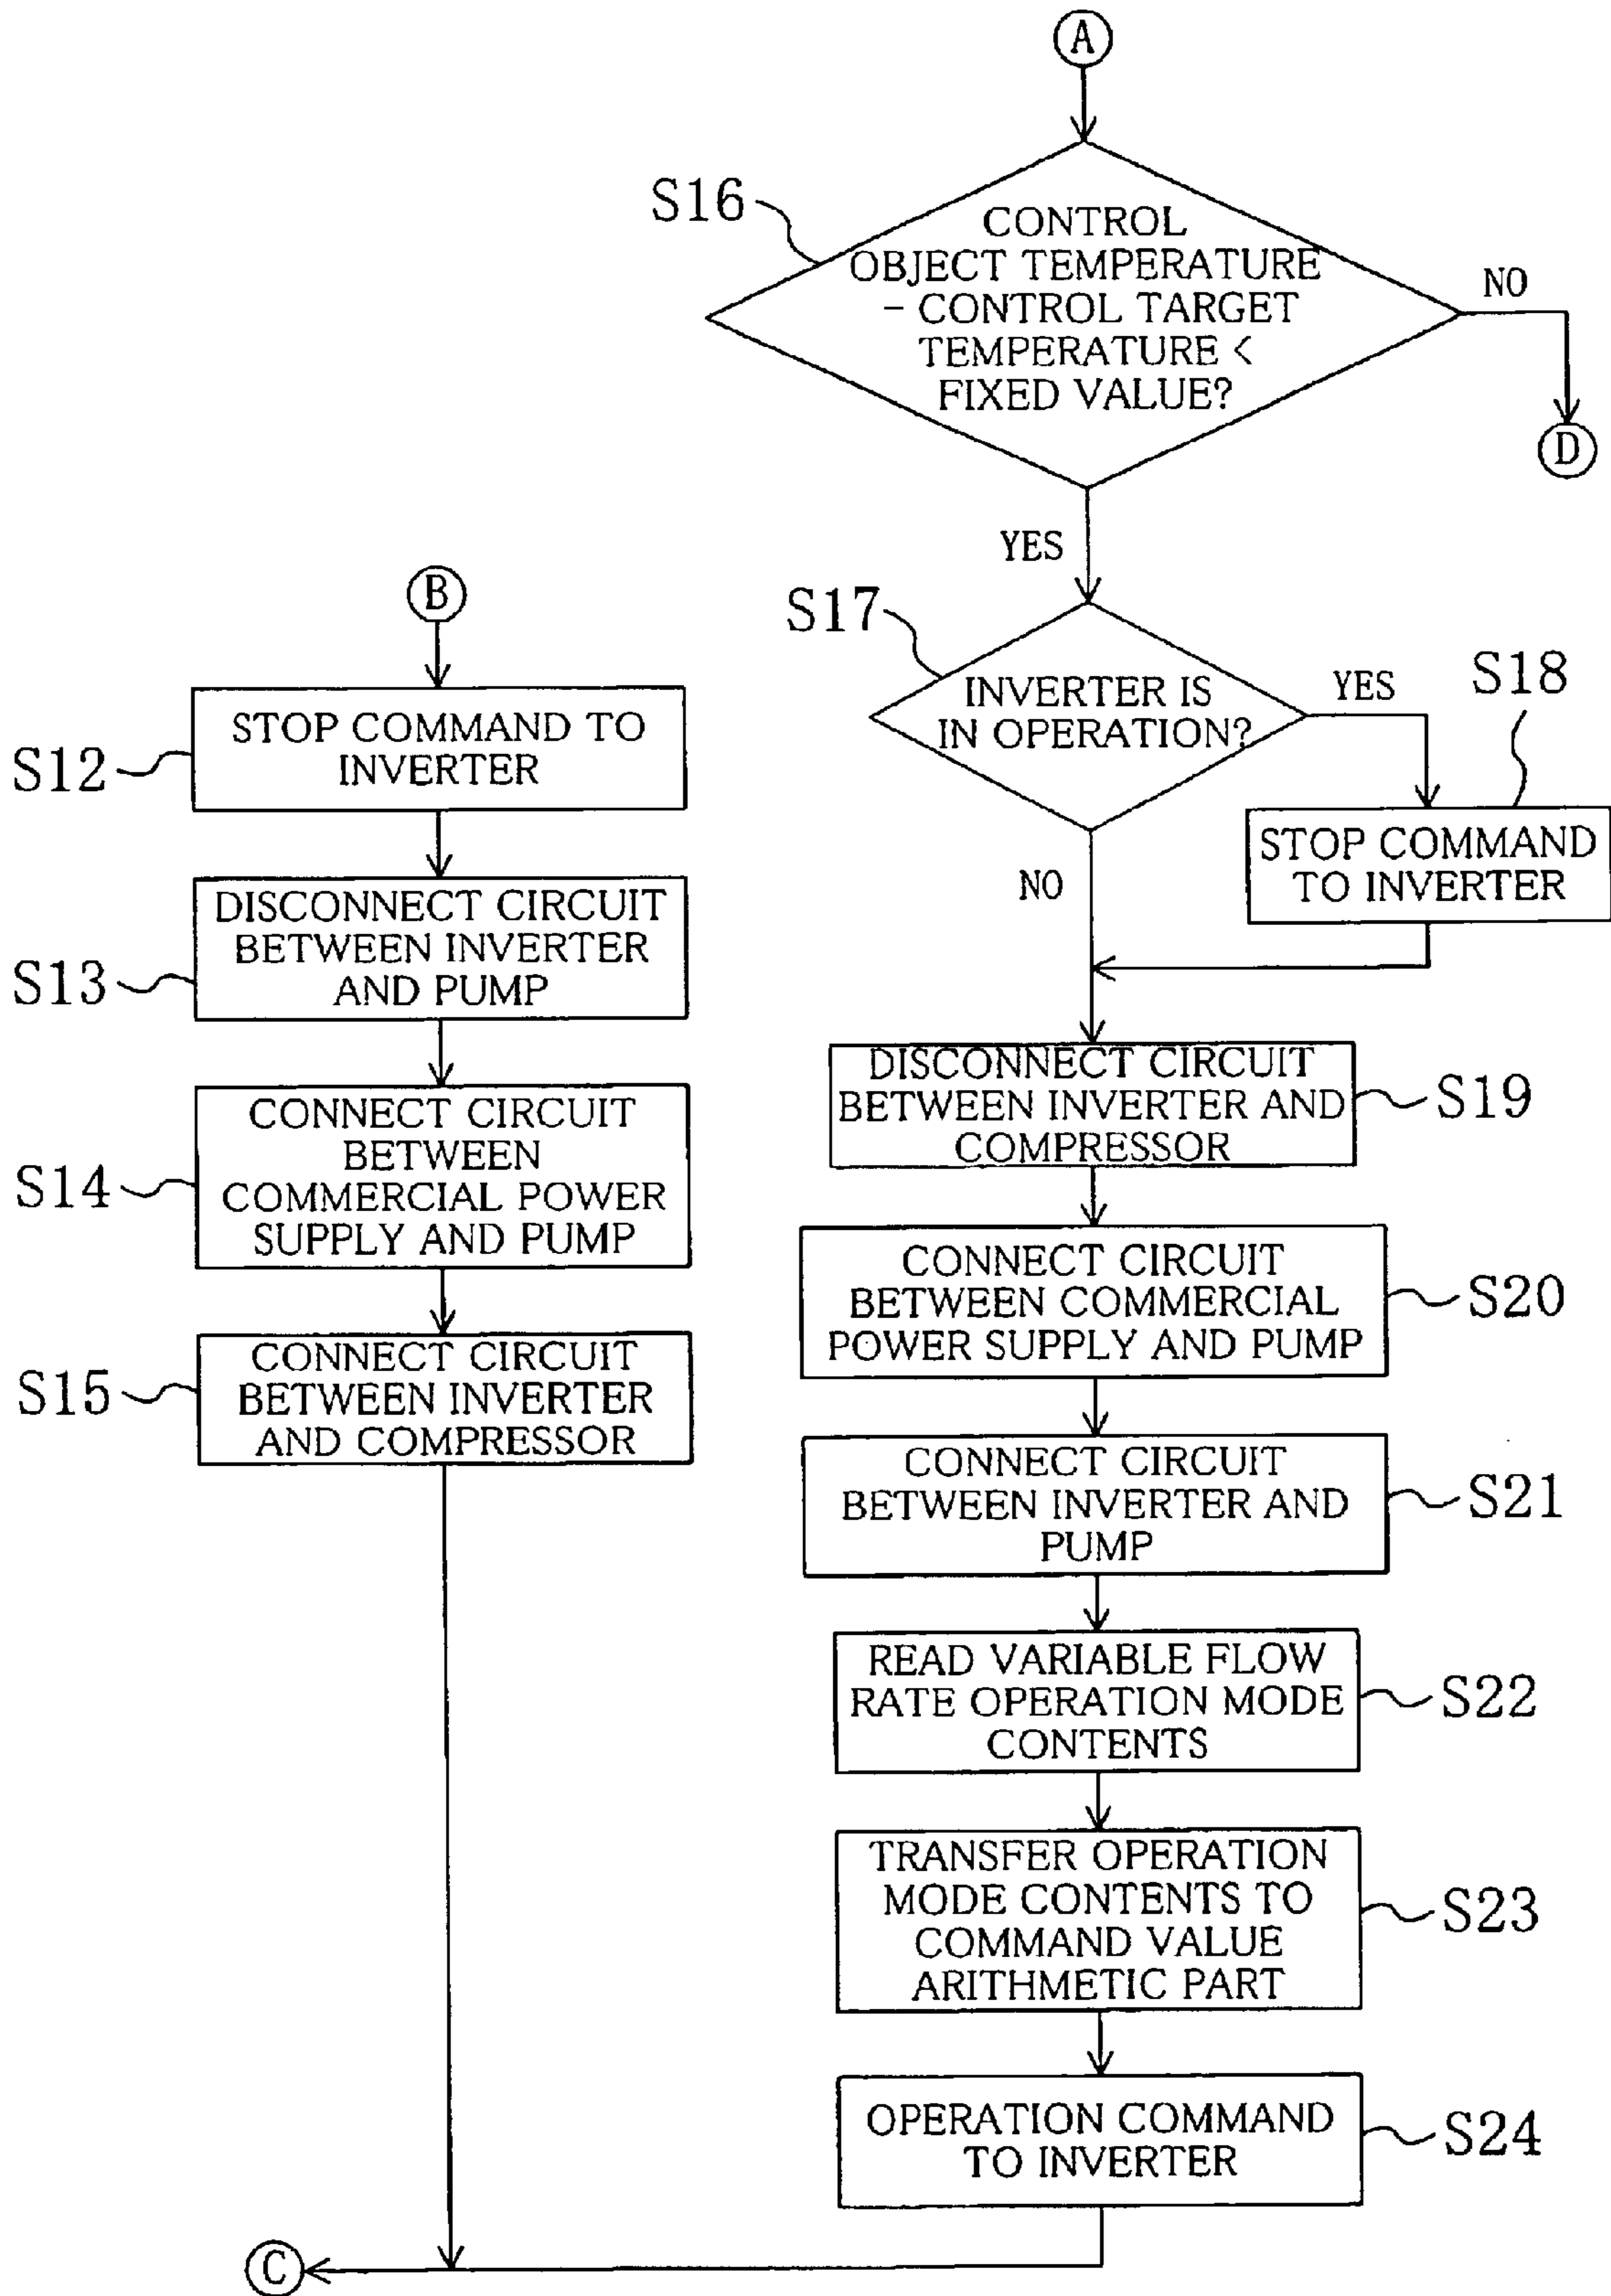 A
S16
CONTROL
OBJECT TEMPERATURE
- CONTROL TARGET
TEMPERATURE <
FIXED VALUE?
NO
D
YES
B
S17
INVERTER IS
IN OPERATION?
YES
S18
STOP COMMAND
TO INVERTER
NO
S12
STOP COMMAND TO
INVERTER
S13
DISCONNECT CIRCUIT
BETWEEN INVERTER
AND PUMP
S14
CONNECT CIRCUIT
BETWEEN
COMMERCIAL POWER
SUPPLY AND PUMP
S15
CONNECT CIRCUIT
BETWEEN INVERTER
AND COMPRESSOR
DISCONNECT CIRCUIT
BETWEEN INVERTER AND
COMPRESSOR
S19
CONNECT CIRCUIT
BETWEEN COMMERCIAL
POWER SUPPLY AND PUMP
S20
CONNECT CIRCUIT
BETWEEN INVERTER AND
PUMP
S21
READ VARIABLE FLOW
RATE OPERATION MODE
CONTENTS
S22
TRANSFER OPERATION
MODE CONTENTS TO
COMMAND VALUE
ARITHMETIC PART
S23
OPERATION COMMAND
TO INVERTER
S24
C